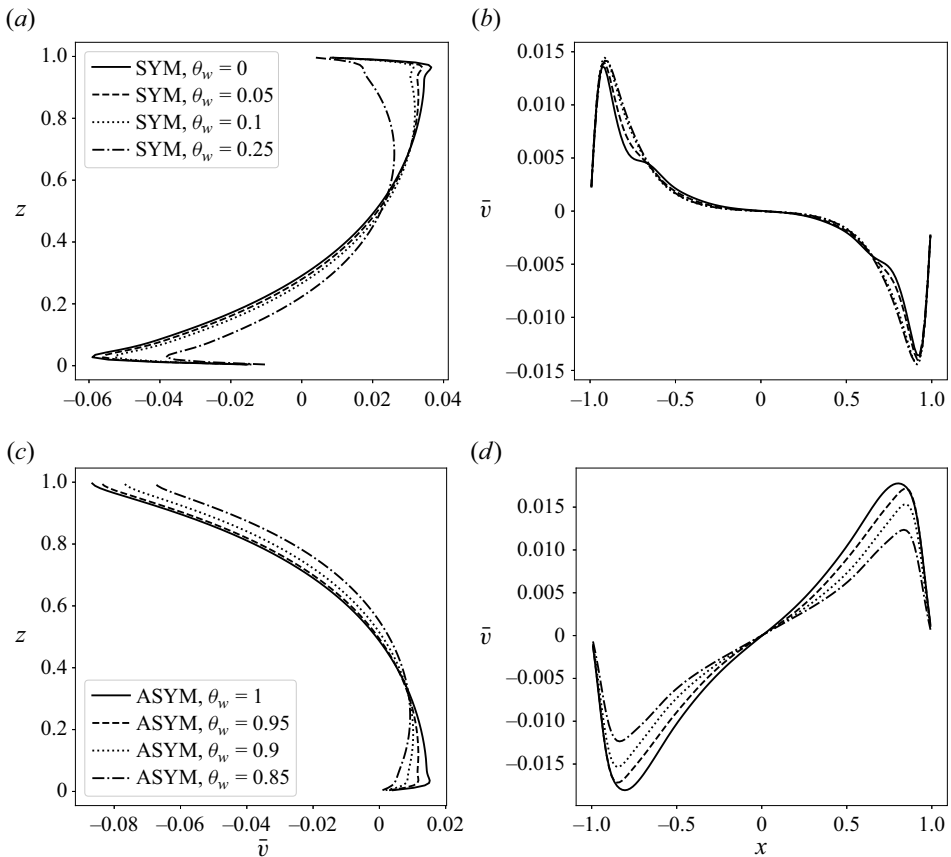 (a)
1.0
0.8
0.6
0.4
0.2
0
z
SYM, θw = 0
SYM, θw = 0.05
SYM, θw = 0.1
SYM, θw = 0.25
−0.06 −0.04 −0.02 0 0.02 0.04
(b)
0.015
0.010
0.005
0
−0.005
−0.010
−0.015
v̄
−1.0 −0.5 0 0.5 1.0
(c)
1.0
0.8
0.6
0.4
0.2
0
z
ASYM, θw = 1
ASYM, θw = 0.95
ASYM, θw = 0.9
ASYM, θw = 0.85
−0.08 −0.06 −0.04 −0.02 0 0.02
v̄
(d)
0.015
0.010
0.005
0
−0.005
−0.010
−0.015
v̄
−1.0 −0.5 0 0.5 1.0
x